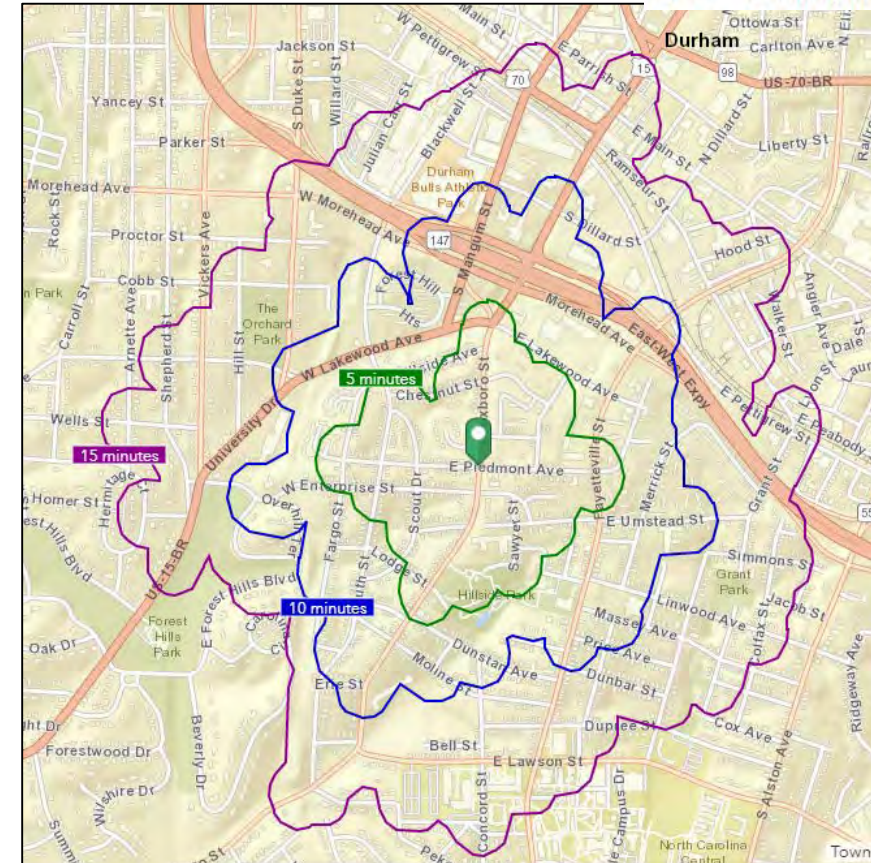 Ottowa St
Durham
Carlton Ave
Main St
E Parrish St
15
98
US-70-BR
Jackson St
W Pettigrew St
70
N Dillard St
Yancey St
S Duke St
Willard St
Julian Carr St
Blackwell St
E Main St
Liberty St
Parker St
Ramseur St
Durham
Bulls Athletic
Park
Morehead Ave
W Morehead Ave
S Dillard St
Rock St
Proctor St
Vickers Ave
147
S Mangum St
Hood St
Cobb St
Forest Hill
Hts
Morehead Ave
East-West Expy
Walker St
Angier Ave
Carroll St
Arnette Ave
Shepherd St
Hill St
The
Orchard
Park
W Lakewood Ave
E Lakewood Ave
Dale
5 minutes
Chestnut St
Lyon St
Wells St
University Dr
E Pettigrew St
E Peabody
15 minutes
E Piedmont Ave
Fayetteville St
Merrick St
Grant St
Homer St
Hermitage
W Enterprise St
Scout Dr
Overhill Ter
Fargo St
Sawyer St
E Umstead St
55
Lodge St
Simmons S
US-15-BR
E Forest Hills Blvd
Hillside Park
Grant
Park
10 minutes
Linwood Ave
Jacob St
Massey Ave
Colfax St
Forest
Hills
Park
Oak Dr
Dunstan Ave
Price Ave
Moline St
Dunbar St
Erie St
Ridgeway Ave
Beverly Dr
Dupree St
Cox Ave
Forestwood Dr
Bell St
E Lawson St
S Alston Ave
Wilshire Dr
Concord St
Campus Dr
North Carolina
Central
Town